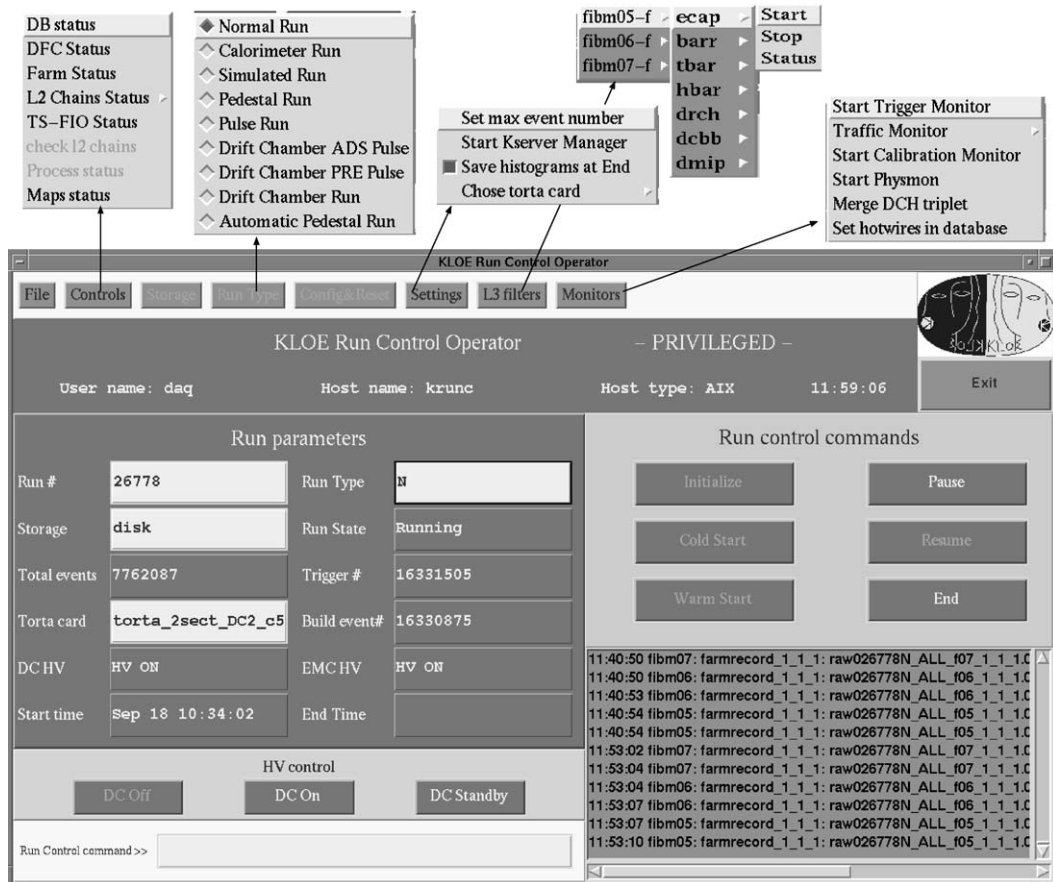 DB status
DFC Status
Farm Status
L2 Chains Status
TS-FIO Status
check l2 chains
Process status
Maps status
Normal Run
Calorimeter Run
Simulated Run
Pedestal Run
Pulse Run
Drift Chamber ADS Pulse
Drift Chamber PRE Pulse
Drift Chamber Run
Automatic Pedestal Run
Set max event number
Start Kserver Manager
Save histograms at End
Chose torta card
fibm05-f
fibm06-f
fibm07-f
ecap
barr
tbar
hbar
drch
dcbb
dmip
Start
Stop
Status
Start Trigger Monitor
Traffic Monitor
Start Calibration Monitor
Start Physmon
Merge DCH triplet
Set hotwires in database
KLOE Run Control Operator
File Controls Storage Run Type Config&Reset Settings L3 filters Monitors
KLOE Run Control Operator - PRIVILEGED -
User name: daq Host name: krunc Host type: AIX 11:59:06
Exit
Run parameters
Run # 26778 Run Type N
Storage disk Run State Running
Total events 7762087 Trigger # 16331505
Torta card torta_2sect_DC2_c5 Build event# 16330875
DC HV HV ON EMC HV HV ON
Start time Sep 18 10:34:02 End Time
HV control
DC Off DC On DC Standby
Run Control command >>
Run control commands
Initialize Pause
Cold Start Resume
Warm Start End
11:40:50 fibm07: farmrecord_1_1_1: raw026778N_ALL_f07_1_1_1.0
11:40:50 fibm06: farmrecord_1_1_1: raw026778N_ALL_f06_1_1_1.0
11:40:53 fibm06: farmrecord_1_1_1: raw026778N_ALL_f06_1_1_1.0
11:40:54 fibm05: farmrecord_1_1_1: raw026778N_ALL_f05_1_1_1.0
11:40:54 fibm05: farmrecord_1_1_1: raw026778N_ALL_f05_1_1_1.0
11:53:02 fibm07: farmrecord_1_1_1: raw026778N_ALL_f07_1_1_1.0
11:53:04 fibm07: farmrecord_1_1_1: raw026778N_ALL_f07_1_1_1.0
11:53:04 fibm06: farmrecord_1_1_1: raw026778N_ALL_f06_1_1_1.0
11:53:07 fibm06: farmrecord_1_1_1: raw026778N_ALL_f06_1_1_1.0
11:53:07 fibm05: farmrecord_1_1_1: raw026778N_ALL_f05_1_1_1.0
11:53:10 fibm05: farmrecord_1_1_1: raw026778N_ALL_f05_1_1_1.0